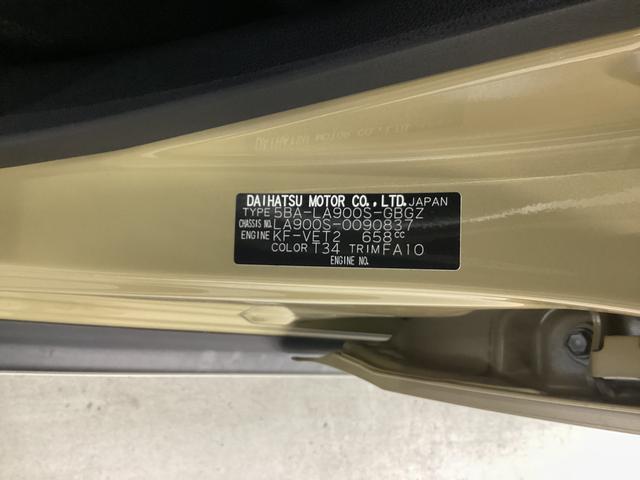 DAIHATSU MOTOR CO.,LTD. JAPAN
TYPE 5BA-LA900S-GBGZ
CHASSIS NO. LA900S-0090837
ENGINE KF-VET2 658cc
COLOR T34 TRIM FA10
ENGINE NO.